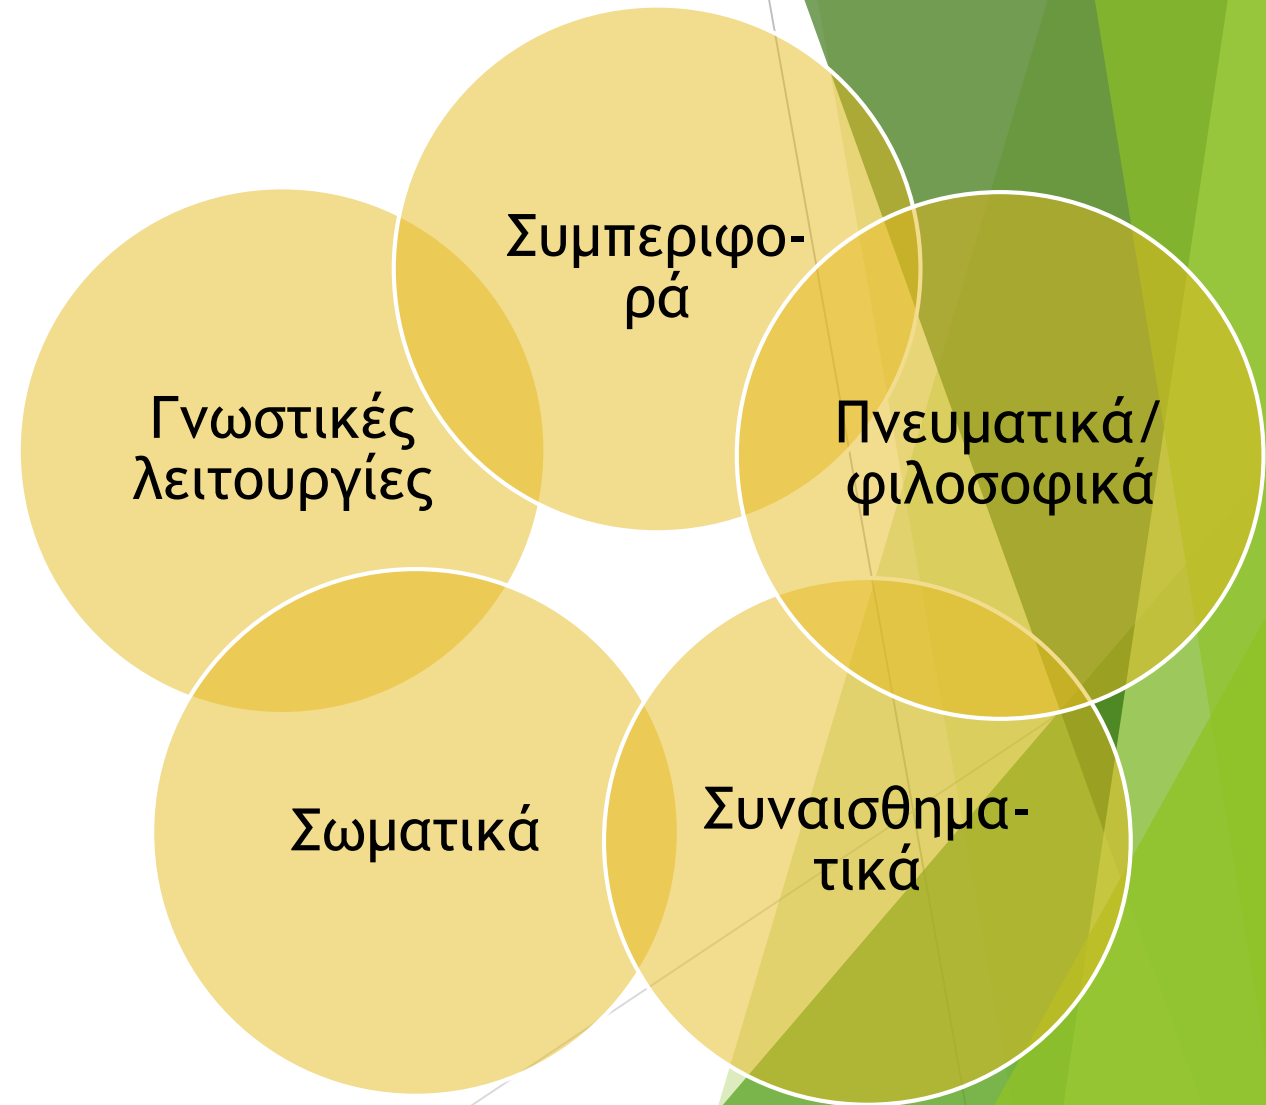 Συμπεριφο-
ρά
Γνωστικές
λειτουργίες
Πνευματικά/
φιλοσοφικά
Σωματικά
Συναισθημα-
τικά